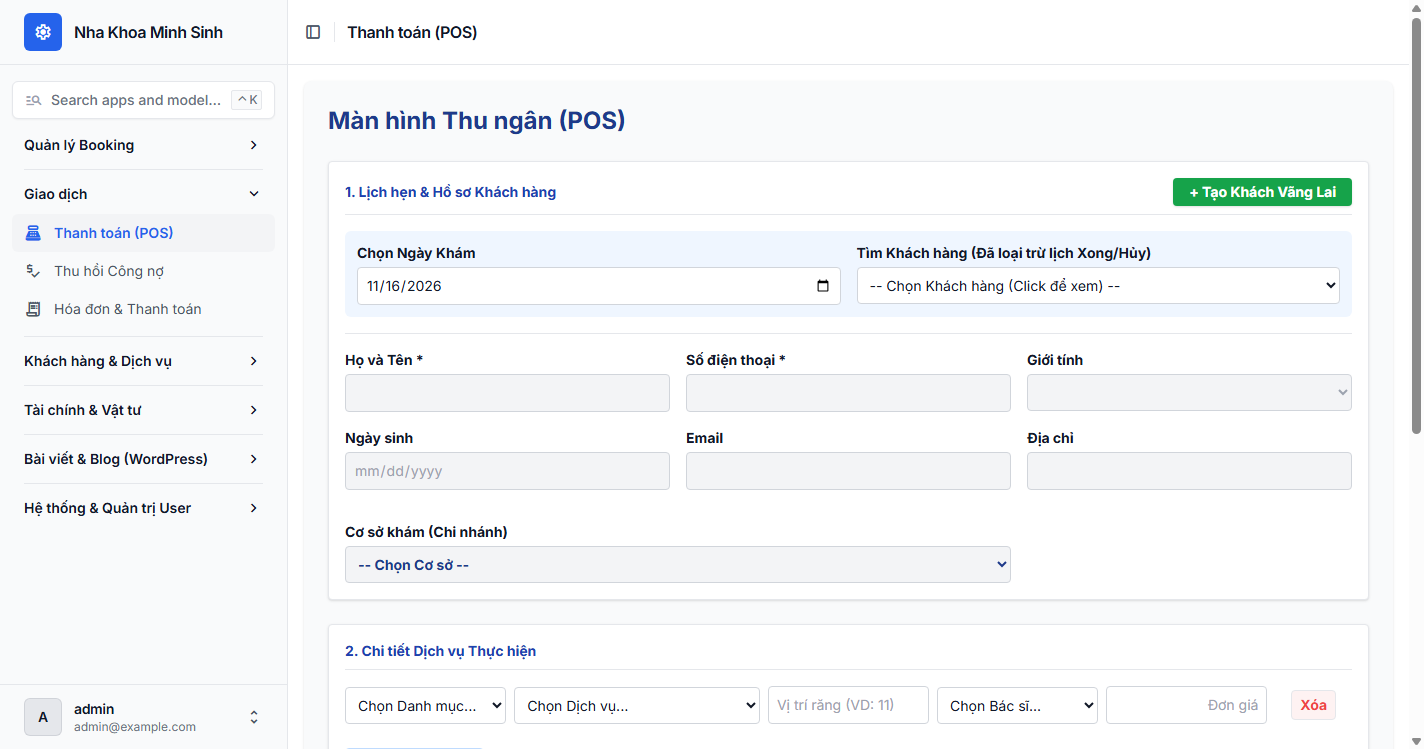 Nha Khoa Minh Sinh
Thanh toán (POS)
Search apps and model...
^ K
Quản lý Booking
Giao dịch
Thanh toán (POS)
Thu hồi Công nợ
Hóa đơn & Thanh toán
Khách hàng & Dịch vụ
Tài chính & Vật tư
Bài viết & Blog (WordPress)
Hệ thống & Quản trị User
A
admin
admin@example.com
Màn hình Thu ngân (POS)
1. Lịch hẹn & Hồ sơ Khách hàng
+ Tạo Khách Vãng Lai
Chọn Ngày Khám
Tìm Khách hàng (Đã loại trừ lịch Xong/Hủy)
11/16/2026
-- Chọn Khách hàng (Click để xem) --
Họ và Tên *
Số điện thoại *
Giới tính
Ngày sinh
Email
Địa chỉ
mm/dd/yyyy
Cơ sở khám (Chi nhánh)
-- Chọn Cơ sở --
2. Chi tiết Dịch vụ Thực hiện
Chọn Danh mục...
Chọn Dịch vụ...
Vị trí răng (VD: 11)
Chọn Bác sĩ...
Đơn giá
Xóa